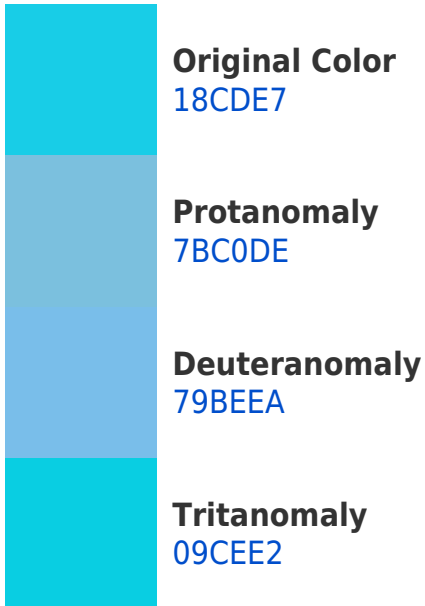 Original Color
18CDE7
Protanomaly
7BC0DE
Deuteranomaly
79BEEA
Tritanomaly
09CEE2